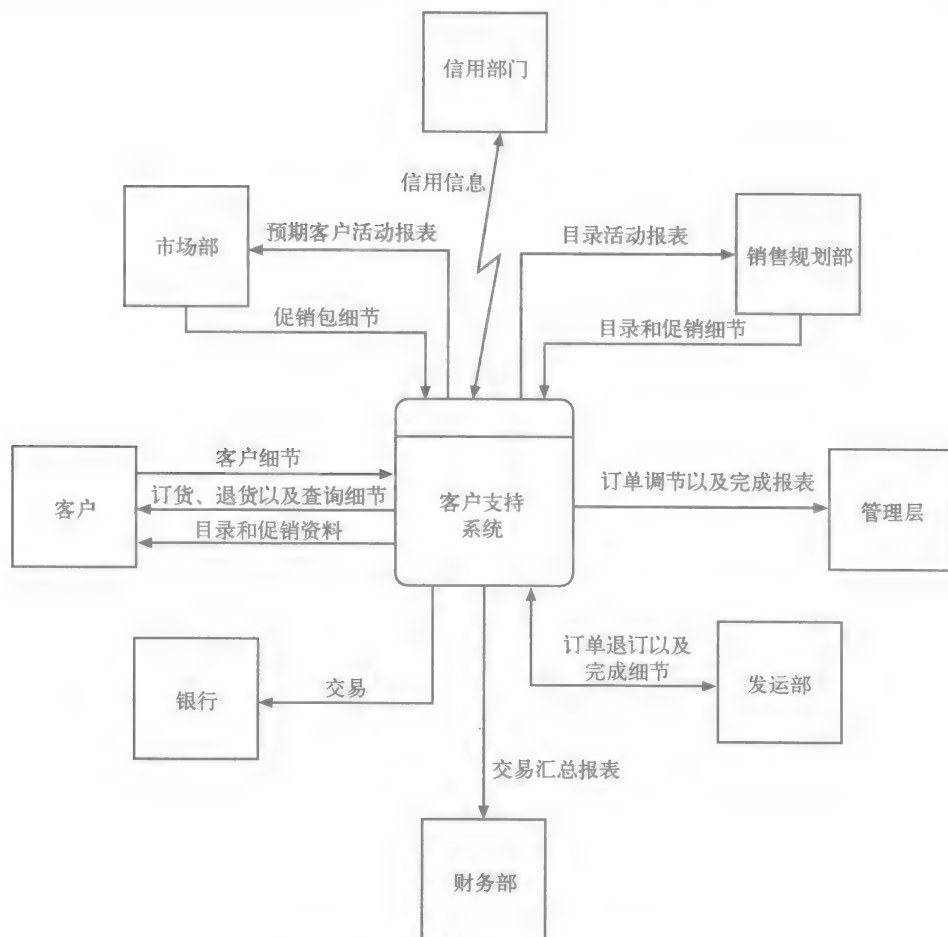 信用部门
信用信息
市场部
预期客户活动报表
目录活动报表
销售规划部
促销包细节
目录和促销细节
客户
客户细节
订货、退货以及查询细节
目录和促销资料
客户支持
系统
订单调节以及完成报表
管理层
银行
交易
订单退订以及
完成细节
发运部
交易汇总报表
财务部